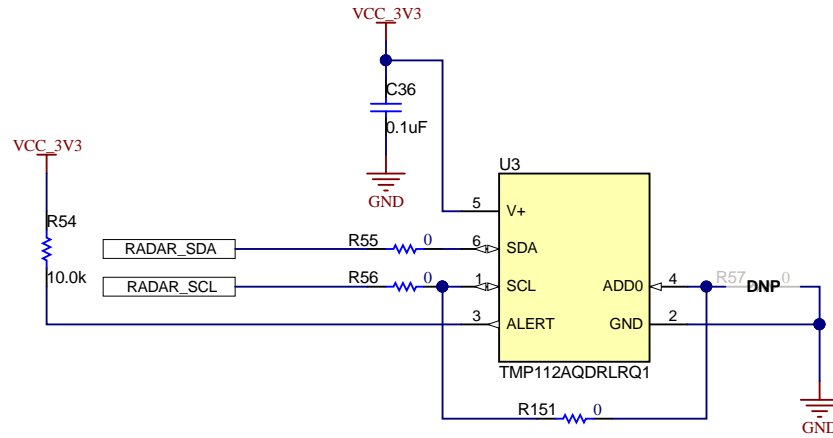 VCC_3V3
C36
0.1uF
GND
VCC_3V3
R54
10.0k
RADAR_SDA
R55 0
RADAR_SCL
R56 0
U3
5 V+
6 SDA
1 SCL
3 ALERT
ADD0 4
GND 2
TMP112AQDRLRQ1
R57 DNP 0
R151 0
GND